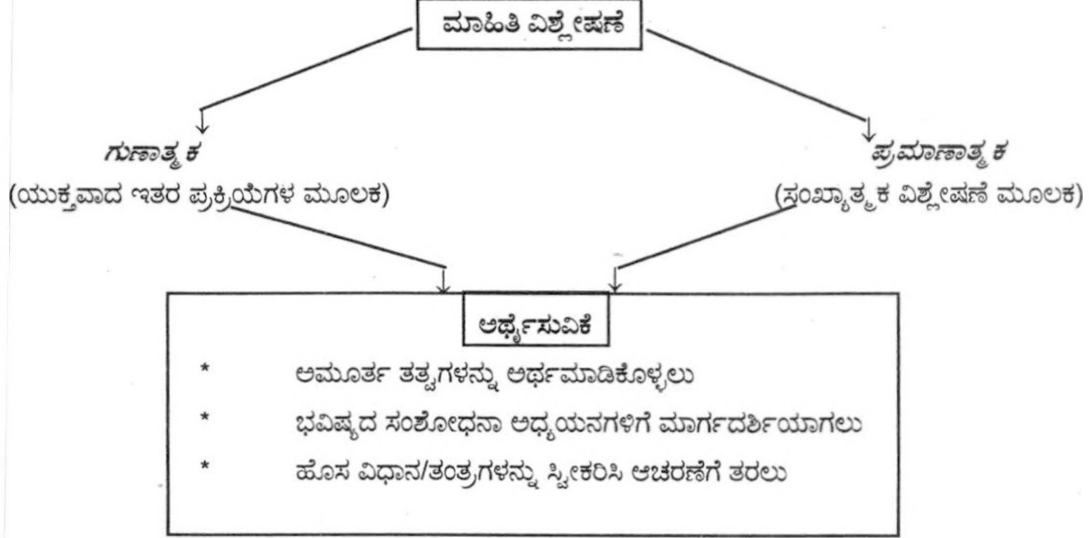 ಮಾಹಿತಿ ವಿಶ್ಲೇಷಣೆ
ಗುಣಾತ್ಮಕ
ಪ್ರಮಾಣಾತ್ಮಕ
(ಯುಕ್ತವಾದ ಇತರ ಪ್ರಕ್ರಿಯೆಗಳ ಮೂಲಕ)
(ಸಂಖ್ಯಾತ್ಮಕ ವಿಶ್ಲೇಷಣೆ ಮೂಲಕ)
ಅರ್ಥೈಸುವಿಕೆ
* ಅಮೂರ್ತ ತತ್ವಗಳನ್ನು ಅರ್ಥಮಾಡಿಕೊಳ್ಳಲು
* ಭವಿಷ್ಯದ ಸಂಶೋಧನಾ ಅಧ್ಯಯನಗಳಿಗೆ ಮಾರ್ಗದರ್ಶಿಯಾಗಲು
* ಹೊಸ ವಿಧಾನ/ತಂತ್ರಗಳನ್ನು ಸ್ವೀಕರಿಸಿ ಆಚರಣೆಗೆ ತರಲು